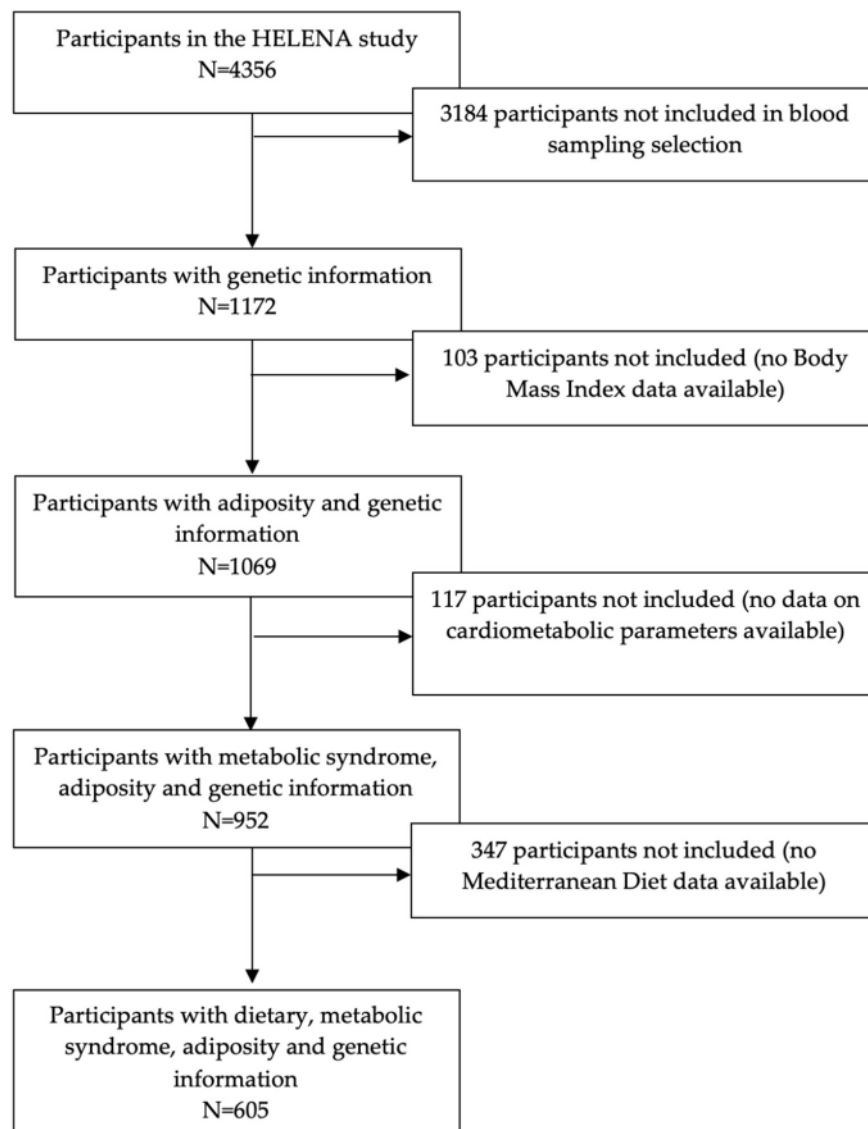 Participants in the HELENA study
N=4356
3184 participants not included in blood
sampling selection
Participants with genetic information
N=1172
103 participants not included (no Body
Mass Index data available)
Participants with adiposity and genetic
information
N=1069
117 participants not included (no data on
cardiometabolic parameters available)
Participants with metabolic syndrome,
adiposity and genetic information
N=952
347 participants not included (no
Mediterranean Diet data available)
Participants with dietary, metabolic
syndrome, adiposity and genetic
information
N=605